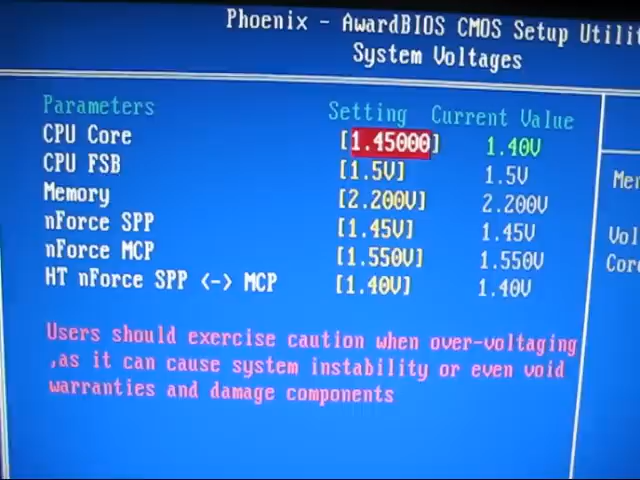 Phoenix - AwardBIOS CMOS Setup Utili
System Voltages
Parameters Setting Current Value
CPU Core [1.45000] 1.40V
CPU FSB [1.5V] 1.5V
Memory [2.200V] 2.200V
nForce SPP [1.45V] 1.45V
nForce MCP [1.550V] 1.550V
HT nForce SPP <-> MCP [1.40V] 1.40V
Users should exercise caution when over-voltaging
,as it can cause system instability or even void
warranties and damage components
Men
Vol
Core